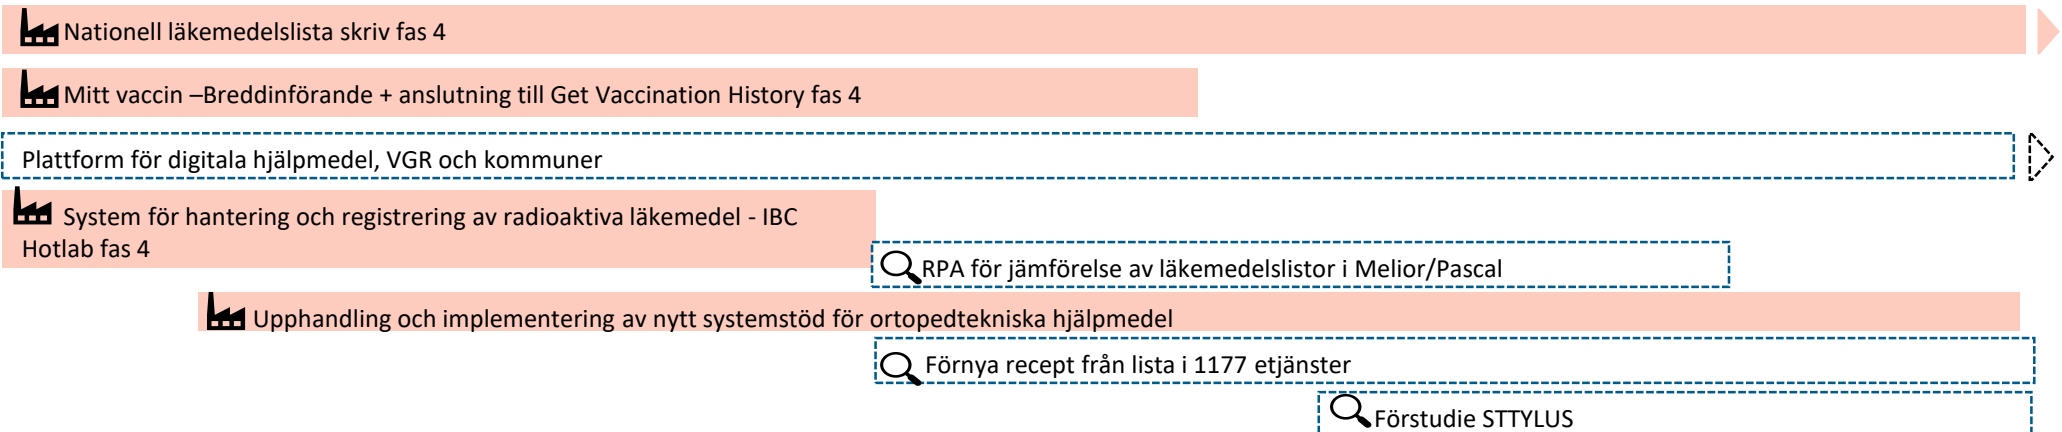 Nationell läkemedelslista skriv fas 4
Mitt vaccin –Breddinförande + anslutning till Get Vaccination History fas 4
Plattform för digitala hjälpmedel, VGR och kommuner
System för hantering och registrering av radioaktiva läkemedel - IBC
Hotlab fas 4
RPA för jämförelse av läkemedelslistor i Melior/Pascal
Upphandling och implementering av nytt systemstöd för ortopedtekniska hjälpmedel
Förnya recept från lista i 1177 etjänster
Förstudie STTYLUS